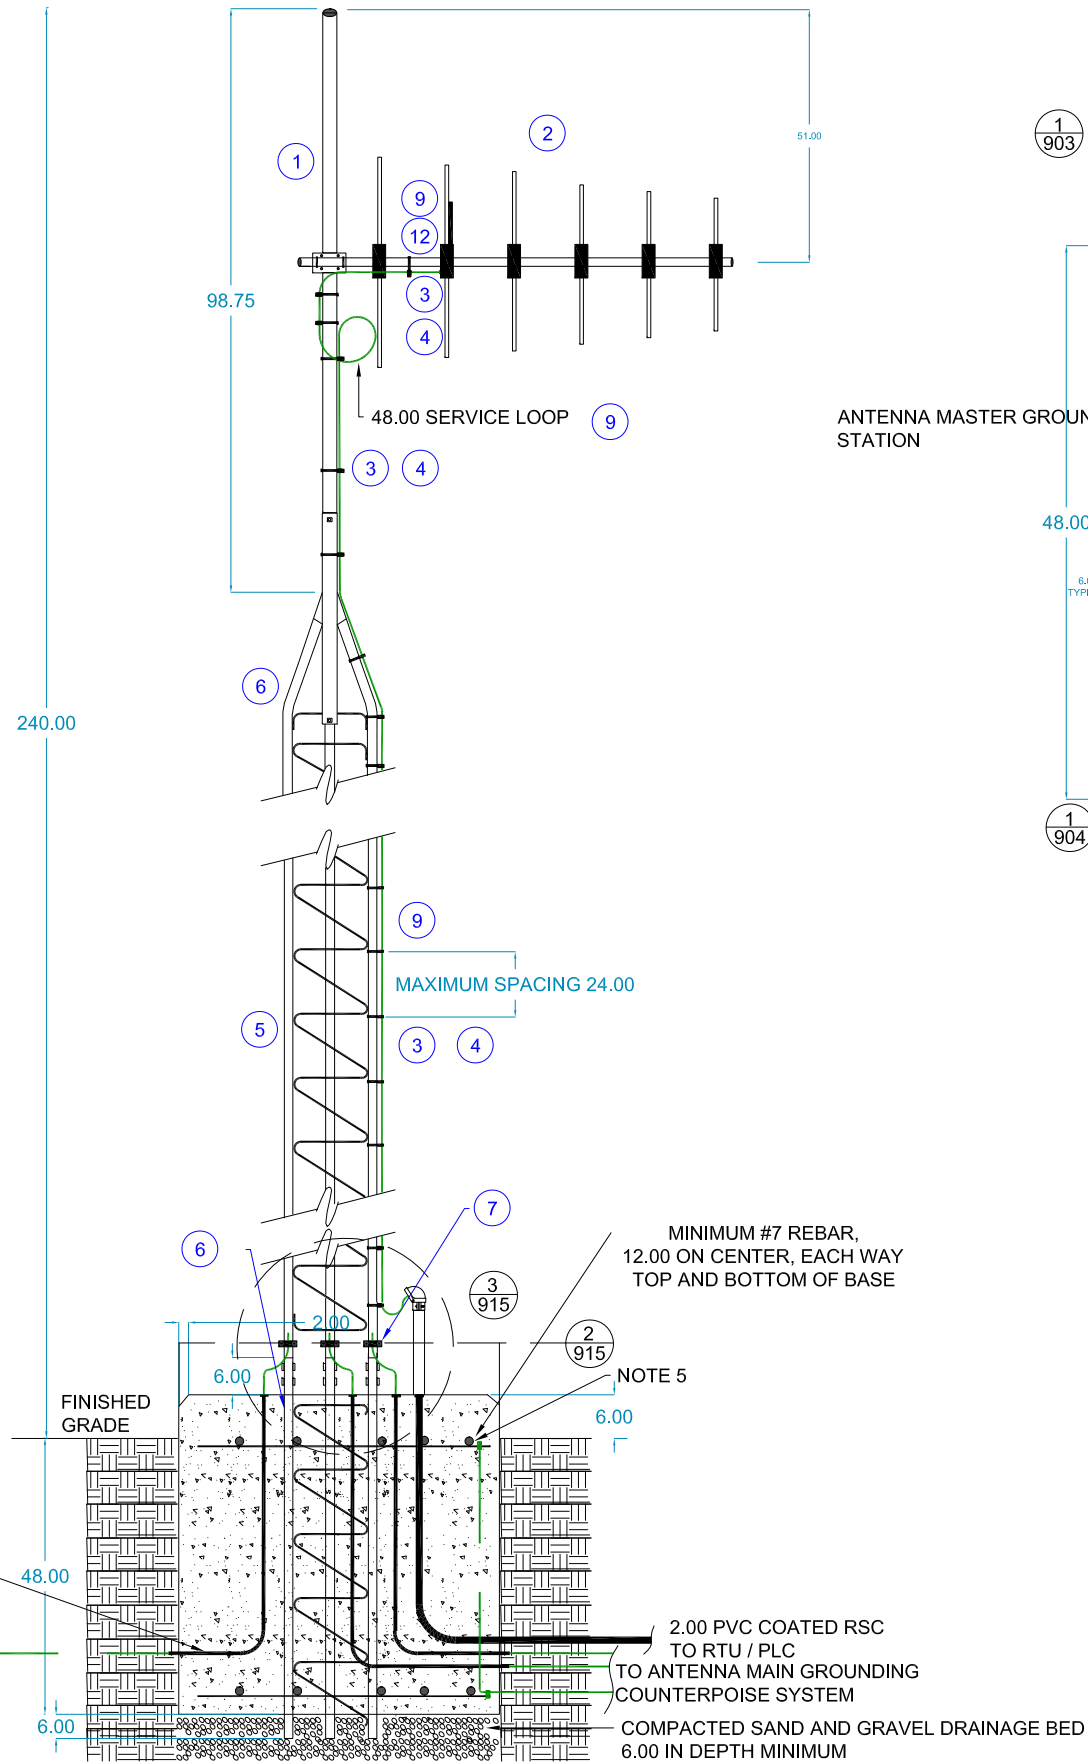 51.00
1
903
2
1
9
12
3
4
98.75
48.00 SERVICE LOOP
9
ANTENNA MASTER GROUN
STATION
3
4
48.00
TYP
6
240.00
1
904
9
MAXIMUM SPACING 24.00
5
3
4
7
6
MINIMUM #7 REBAR,
12.00 ON CENTER, EACH WAY
TOP AND BOTTOM OF BASE
3
915
2.00
2
915
6.00
NOTE 5
FINISHED
GRADE
6.00
48.00
2.00 PVC COATED RSC
TO RTU / PLC
TO ANTENNA MAIN GROUNDING
COUNTERPOISE SYSTEM
6.00
COMPACTED SAND AND GRAVEL DRAINAGE BED
6.00 IN DEPTH MINIMUM